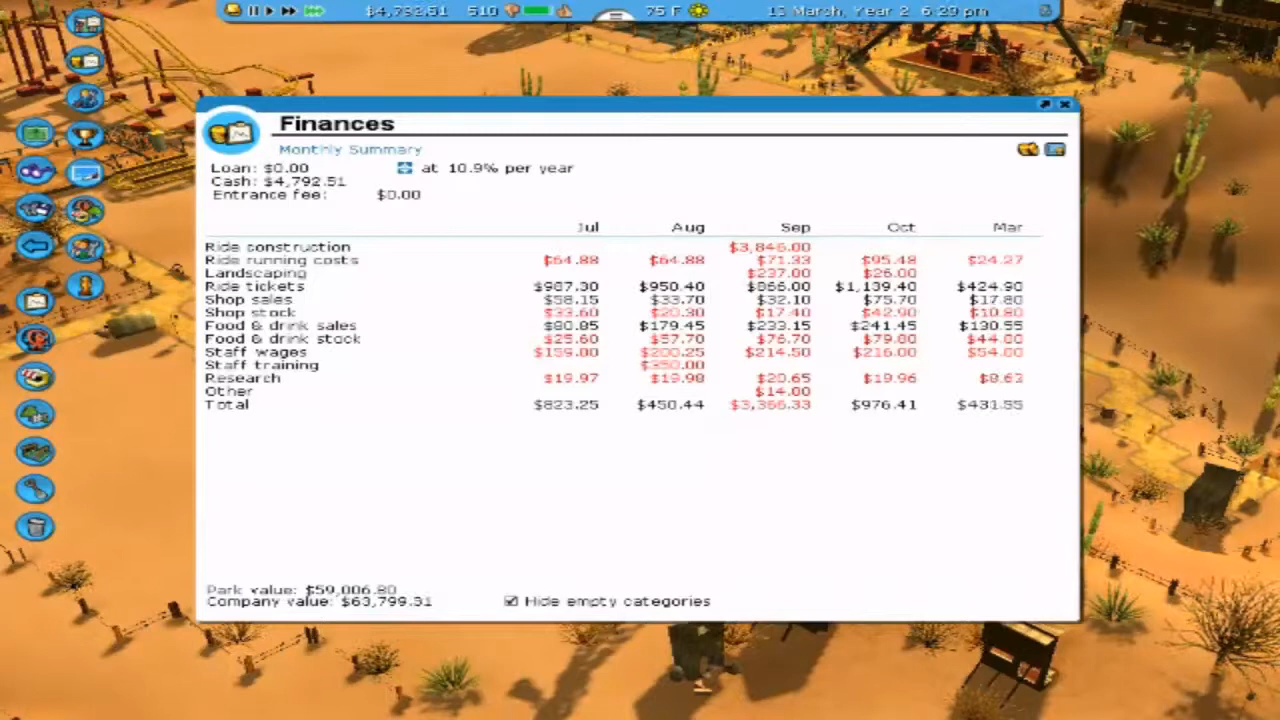 $4,792.51 510 75 F 13 March, Year 2 6:29 pm
Finances
Monthly Summary
Loan: $0.00 at 10.9% per year
Cash: $4,792.51
Entrance fee: $0.00
Jul Aug Sep Oct Mar
Ride construction $3,846.00
Ride running costs $64.88 $64.88 $71.33 $95.48 $24.27
Landscaping $237.00 $26.00
Ride tickets $987.30 $950.40 $866.00 $1,139.40 $424.90
Shop sales $58.15 $33.70 $32.10 $75.70 $17.80
Shop stock $33.60 $20.30 $17.40 $42.90 $10.80
Food & drink sales $80.85 $179.45 $233.15 $241.45 $130.55
Food & drink stock $25.60 $57.70 $76.70 $79.80 $44.00
Staff wages $159.00 $200.25 $214.50 $216.00 $54.00
Staff training $350.00
Research $19.97 $19.98 $20.65 $19.96 $8.63
Other $14.00
Total $823.25 $450.44 $3,366.33 $976.41 $431.55
Park value: $59,006.80
Company value: $63,799.31 Hide empty categories